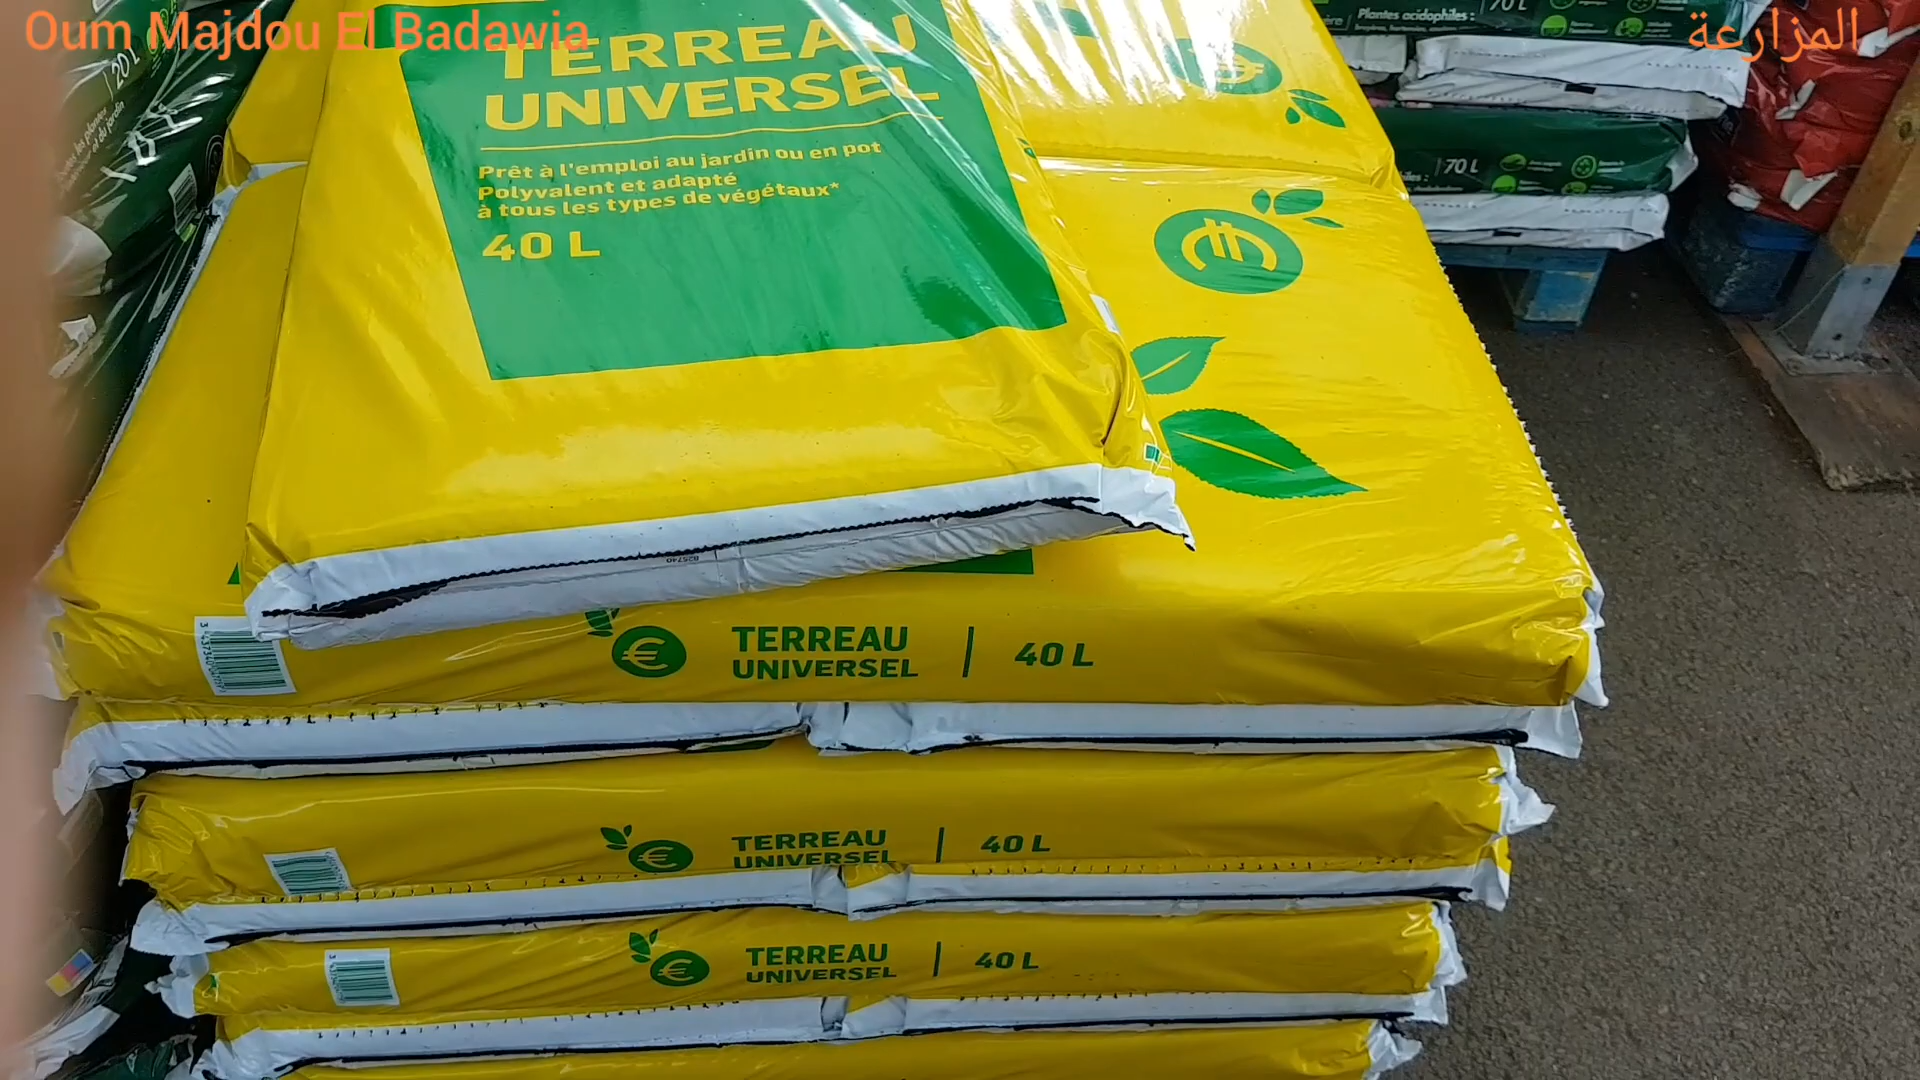 Oum Majdou El Badawia
المزارعة
TERREAU
UNIVERSEL
Prêt à l'emploi au jardin ou en pot
Polyvalent et adapté
à tous les types de végétaux*
40 L
20 L
Plantes acidophiles :
70 L
70 L
TERREAU
UNIVERSEL
40 L
TERREAU
UNIVERSEL
40 L
TERREAU
UNIVERSEL
40 L